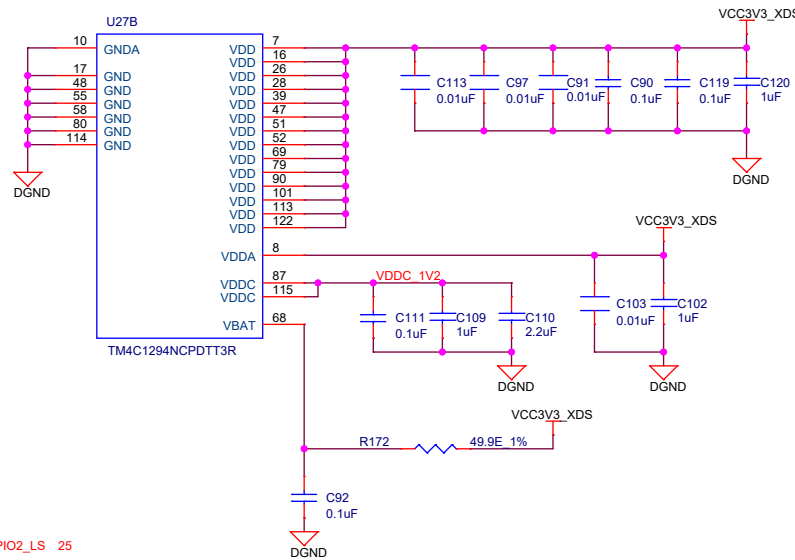 VCC3V3_XDS
U27B
10 GNDA VDD 7
VDD 16
17 GND VDD 26
48 GND VDD 28
55 GND VDD 39
58 GND VDD 47
80 GND VDD 51
114 GND VDD 52
VDD 69
VDD 79
VDD 90
VDD 101
VDD 113
VDD 122
C113 0.01uF
C97 0.01uF
C91 0.01uF
C90 0.1uF
C119 0.1uF
C120 1uF
DGND
DGND
VCC3V3_XDS
VDDA 8
VDDC 87
VDDC 115
VDDC_1V2
VBAT 68
C111 0.1uF
C109 1uF
C110 2.2uF
C103 0.01uF
C102 1uF
TM4C1294NCPDTT3R
DGND
DGND
VCC3V3_XDS
R172 49.9E_1%
C92
0.1uF
PIO2_LS 25
DGND